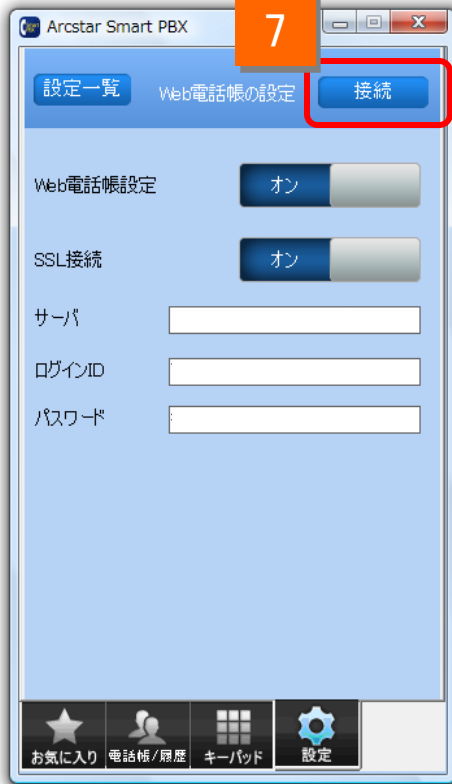 Arcstar Smart PBX
7
設定一覧 Web電話帳の設定 接続
Web電話帳設定 オン
SSL接続 オン
サーバ
ログインID
パスワード
お気に入り 電話帳/履歴 キーパッド 設定